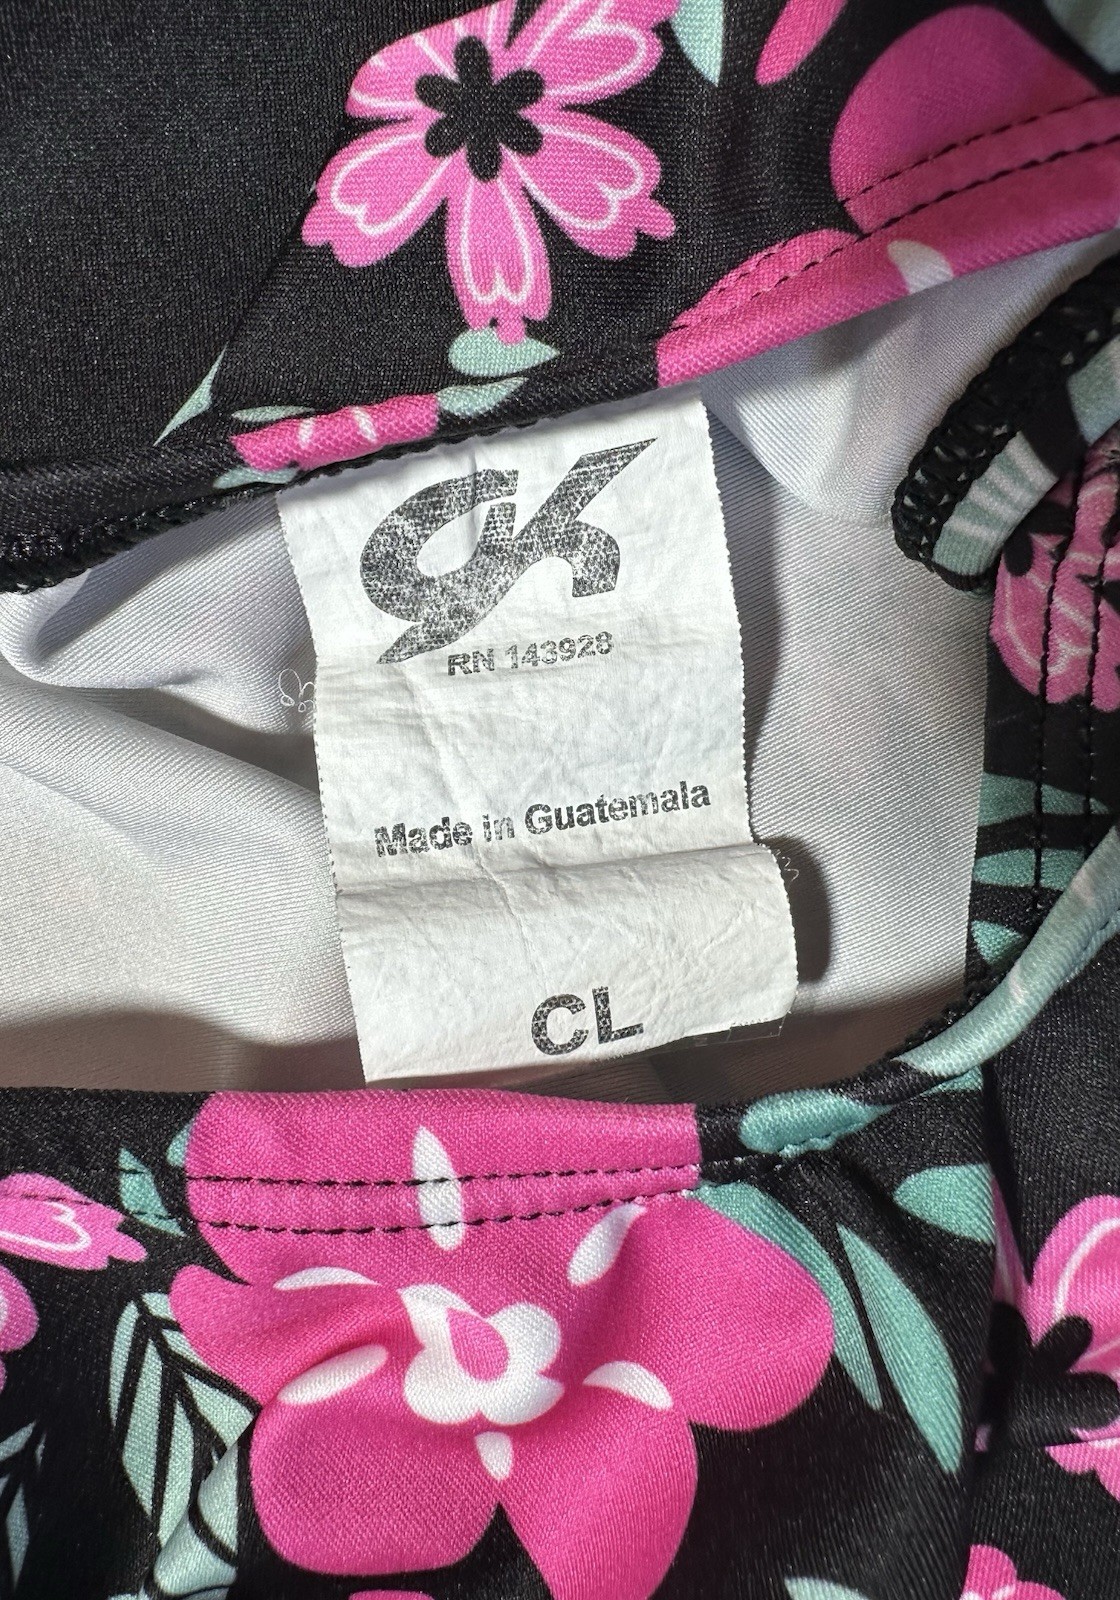 GK
RN 143928
Made in Guatemala
CL